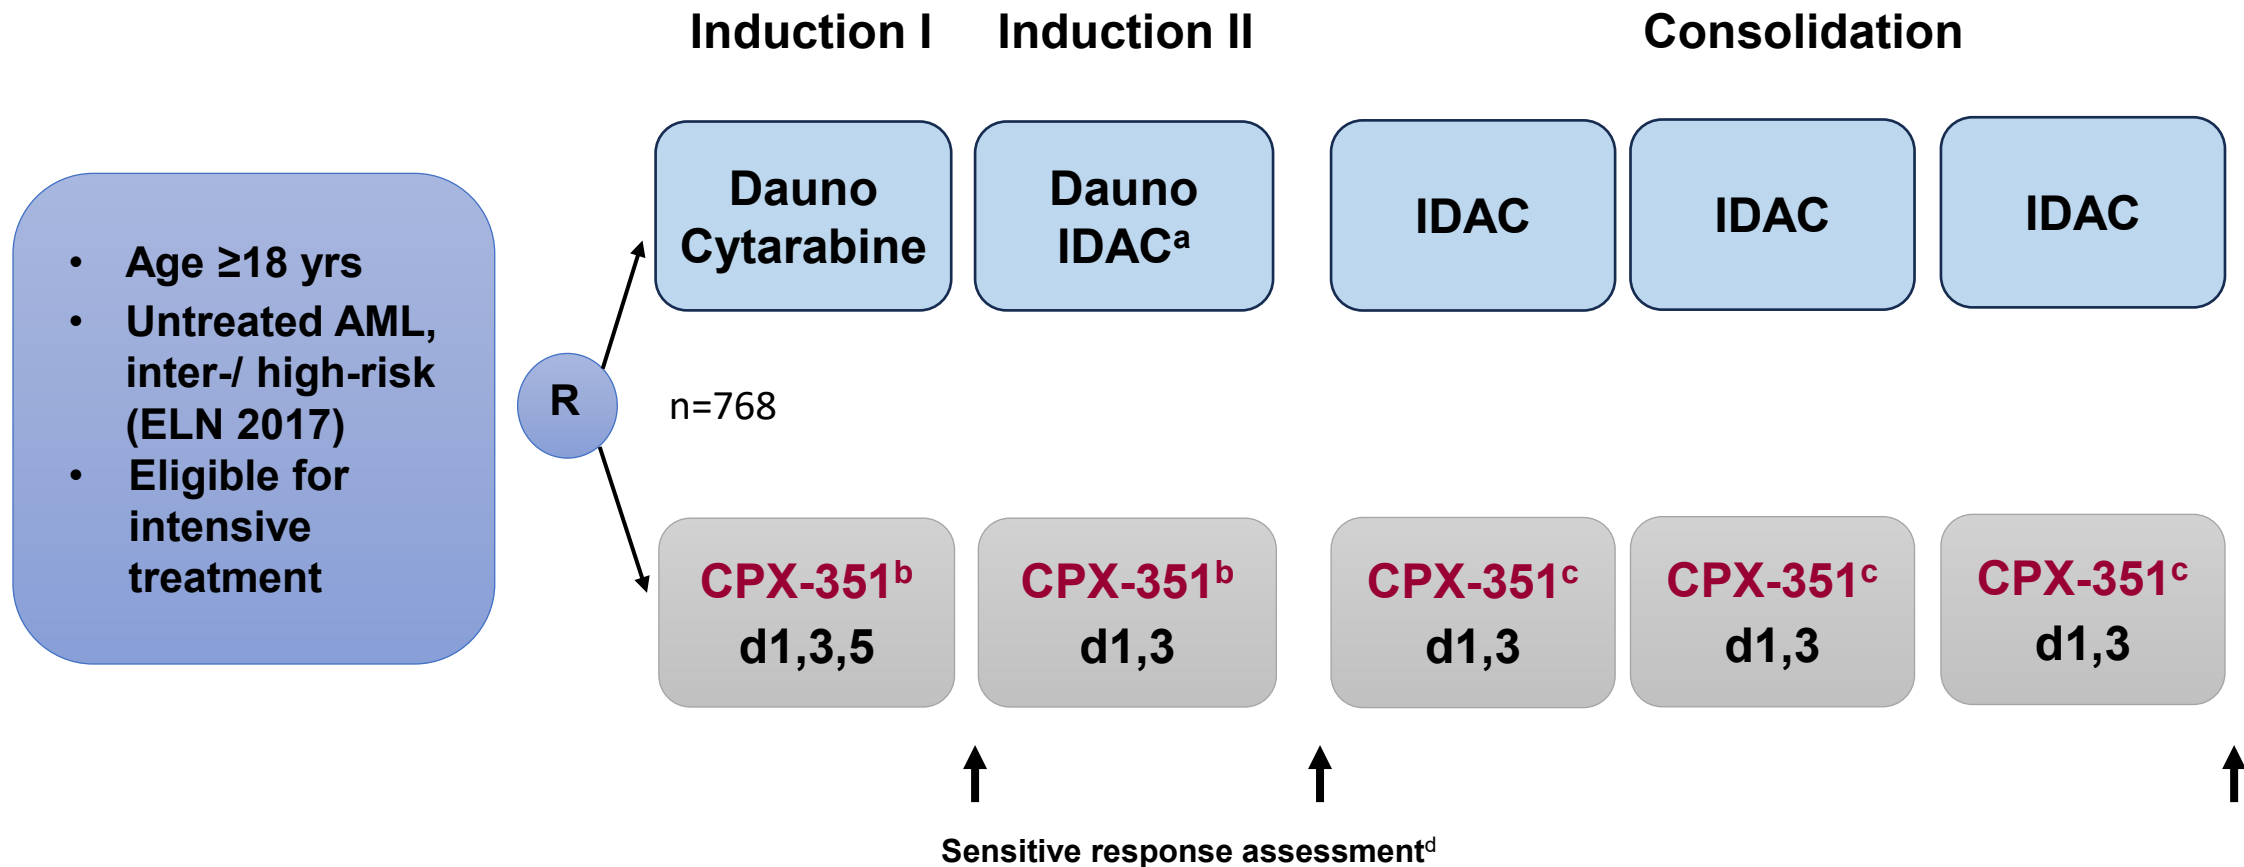 Induction I
Induction II
Consolidation
• Age ≥18 yrs
• Untreated AML,
inter-/ high-risk
(ELN 2017)
• Eligible for
intensive
treatment
R
n=768
Dauno
Cytarabine
Dauno
IDACᵃ
IDAC
IDAC
IDAC
CPX-351ᵇ
d1,3,5
CPX-351ᵇ
d1,3
CPX-351ᶜ
d1,3
CPX-351ᶜ
d1,3
CPX-351ᶜ
d1,3
Sensitive response assessmentᵈ